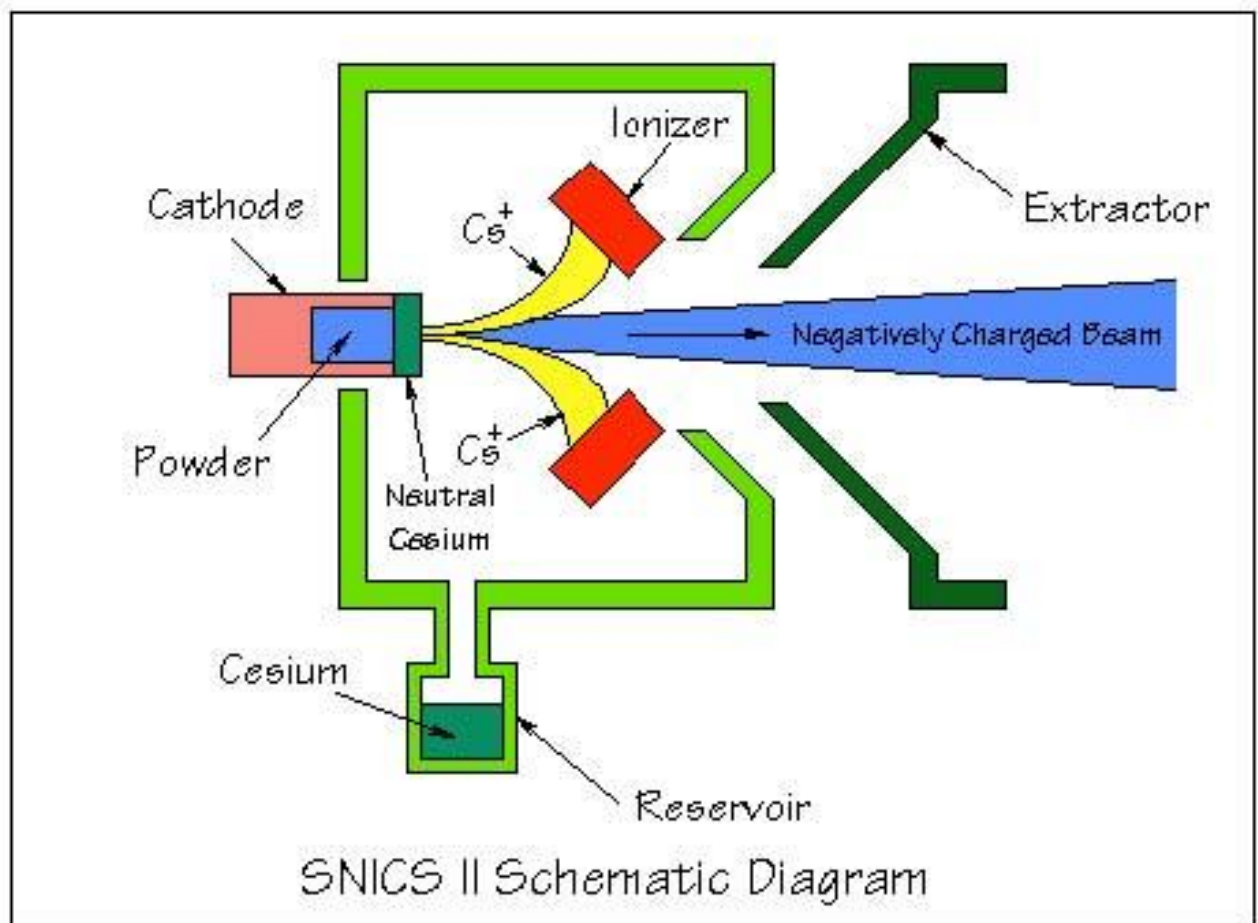 Ionizer
Cathode
Cs+
Extractor
Negatively Charged Beam
Cs+
Powder
Neutral
Cesium
Cesium
Reservoir
SNICS II Schematic Diagram